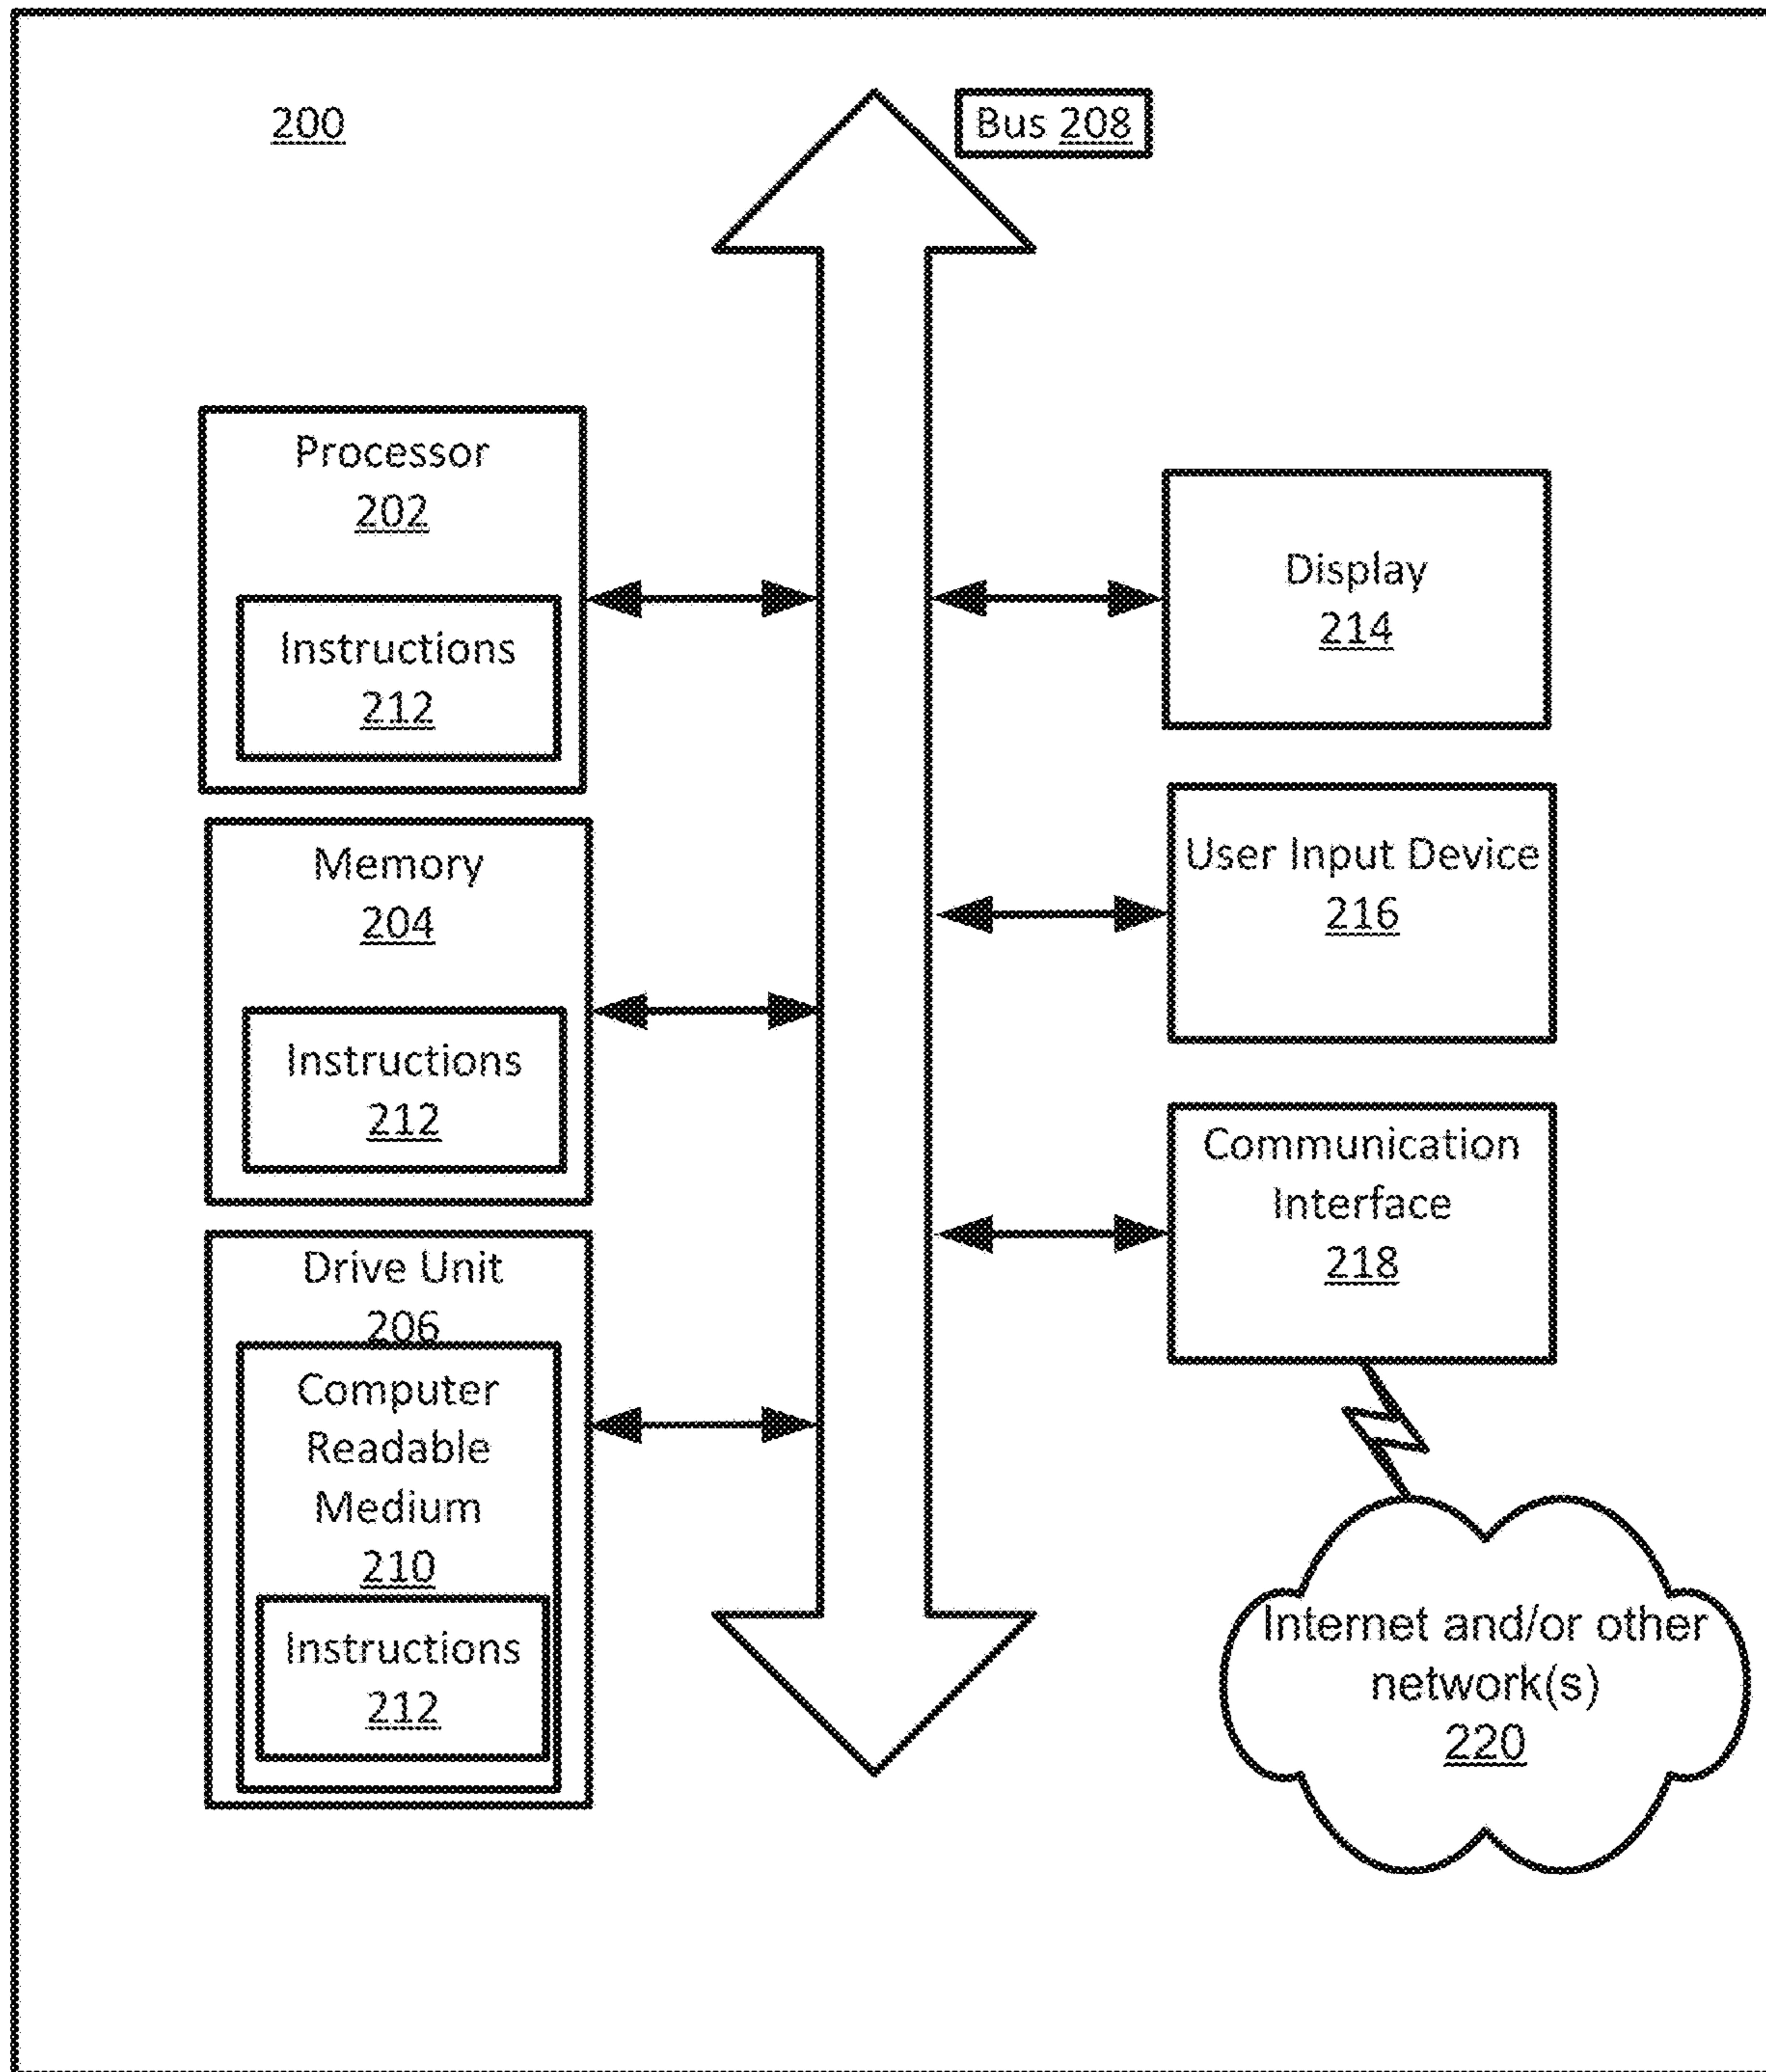 200
Bus 208
Processor
202
Instructions
212
Memory
204
Instructions
212
Drive Unit
206
Computer
Readable
Medium
210
Instructions
212
Display
214
User Input Device
216
Communication
Interface
218
Internet and/or other
network(s)
220